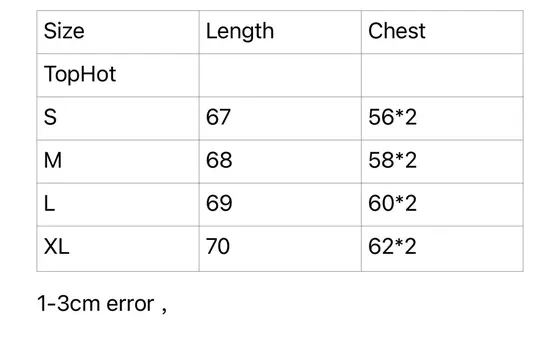 Size Length Chest
TopHot
S 67 56*2
M 68 58*2
L 69 60*2
XL 70 62*2
1-3cm error ,